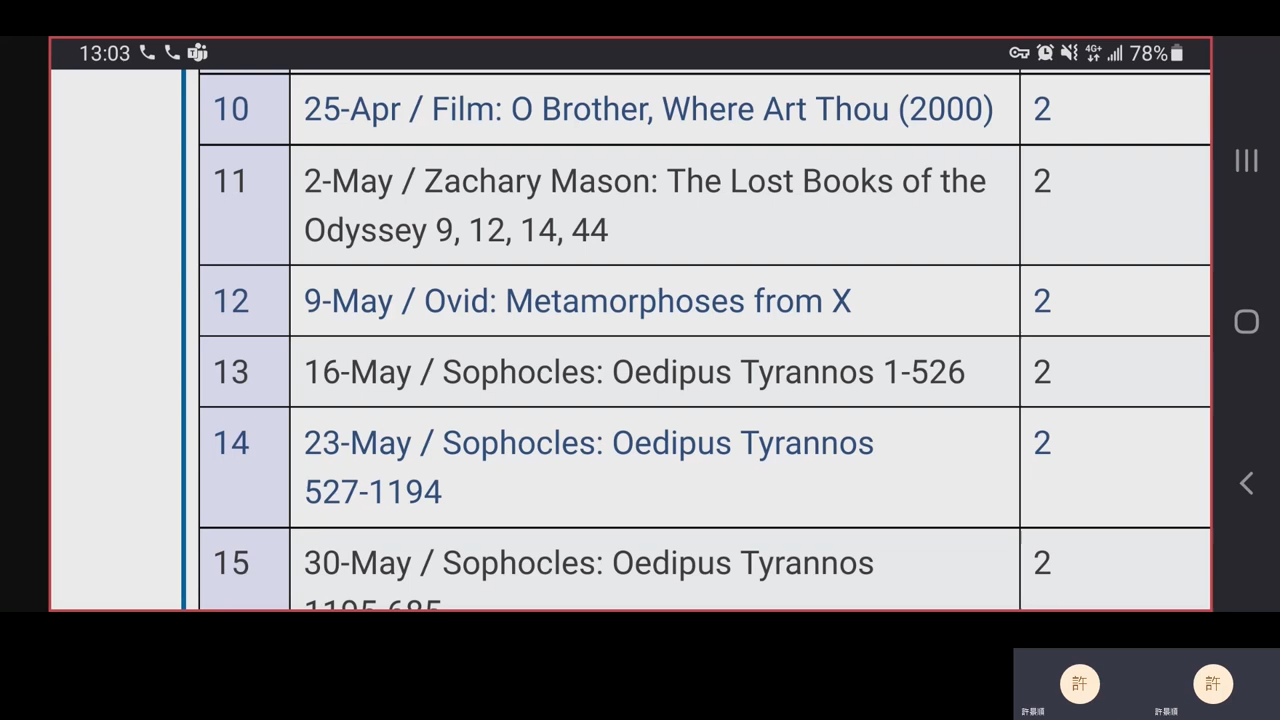 13:03
4G+ 78%
10 25-Apr / Film: O Brother, Where Art Thou (2000) 2
11 2-May / Zachary Mason: The Lost Books of the 2
Odyssey 9, 12, 14, 44
12 9-May / Ovid: Metamorphoses from X 2
13 16-May / Sophocles: Oedipus Tyrannos 1-526 2
14 23-May / Sophocles: Oedipus Tyrannos 2
527-1194
15 30-May / Sophocles: Oedipus Tyrannos 2
1195-685
許 許